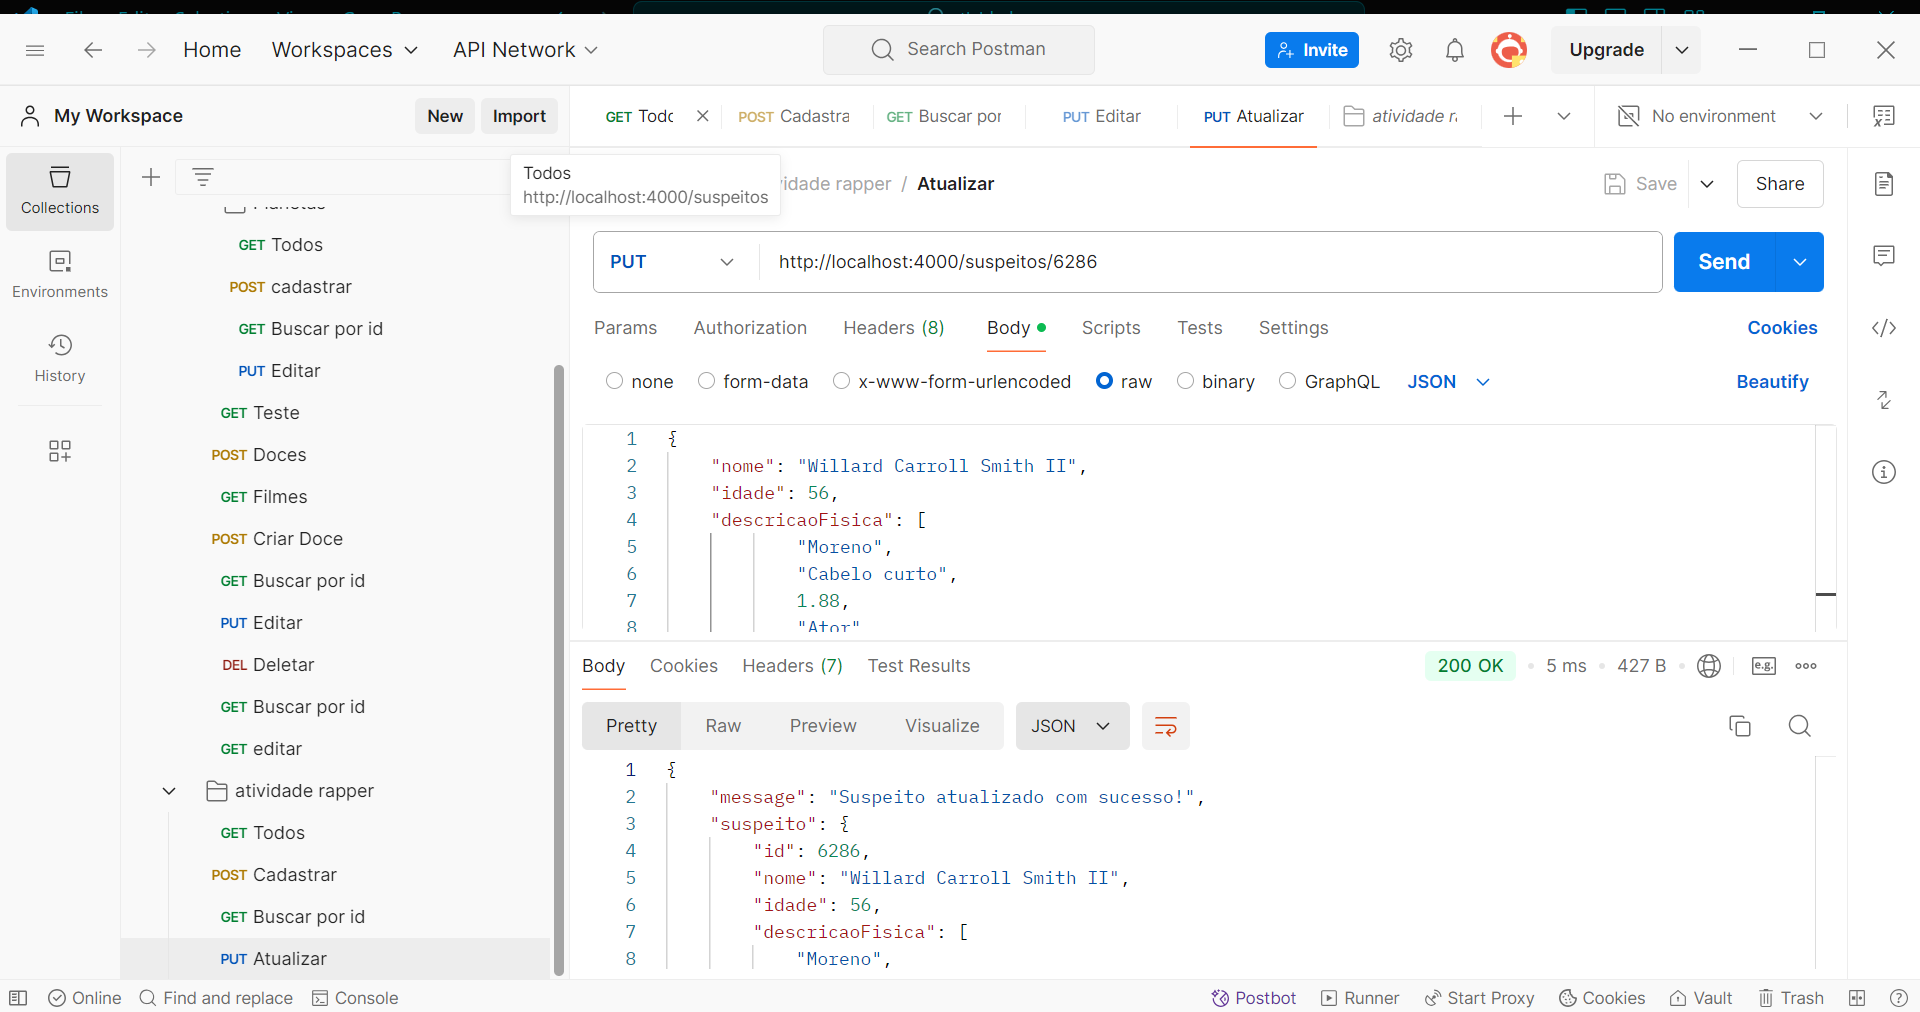 Home
Workspaces
API Network
Search Postman
Invite
Upgrade
My Workspace
New
Import
GET Todo
POST Cadastra
GET Buscar por
PUT Editar
PUT Atualizar
atividade r
No environment
Collections
Environments
History
Todos
http://localhost:4000/suspeitos
idade rapper / Atualizar
Save
Share
Planetas
GET Todos
POST cadastrar
GET Buscar por id
PUT Editar
GET Teste
POST Doces
GET Filmes
POST Criar Doce
GET Buscar por id
PUT Editar
DEL Deletar
GET Buscar por id
GET editar
atividade rapper
GET Todos
POST Cadastrar
GET Buscar por id
PUT Atualizar
PUT
http://localhost:4000/suspeitos/6286
Send
Params
Authorization
Headers (8)
Body
Scripts
Tests
Settings
Cookies
none
form-data
x-www-form-urlencoded
raw
binary
GraphQL
JSON
Beautify
1 {
2 "nome": "Willard Carroll Smith II",
3 "idade": 56,
4 "descricaoFisica": [
5 "Moreno",
6 "Cabelo curto",
7 1.88,
8 "Ator"
Body
Cookies
Headers (7)
Test Results
200 OK
5 ms
427 B
e.g.
Pretty
Raw
Preview
Visualize
JSON
1 {
2 "message": "Suspeito atualizado com sucesso!",
3 "suspeito": {
4 "id": 6286,
5 "nome": "Willard Carroll Smith II",
6 "idade": 56,
7 "descricaoFisica": [
8 "Moreno",
Online
Find and replace
Console
Postbot
Runner
Start Proxy
Cookies
Vault
Trash